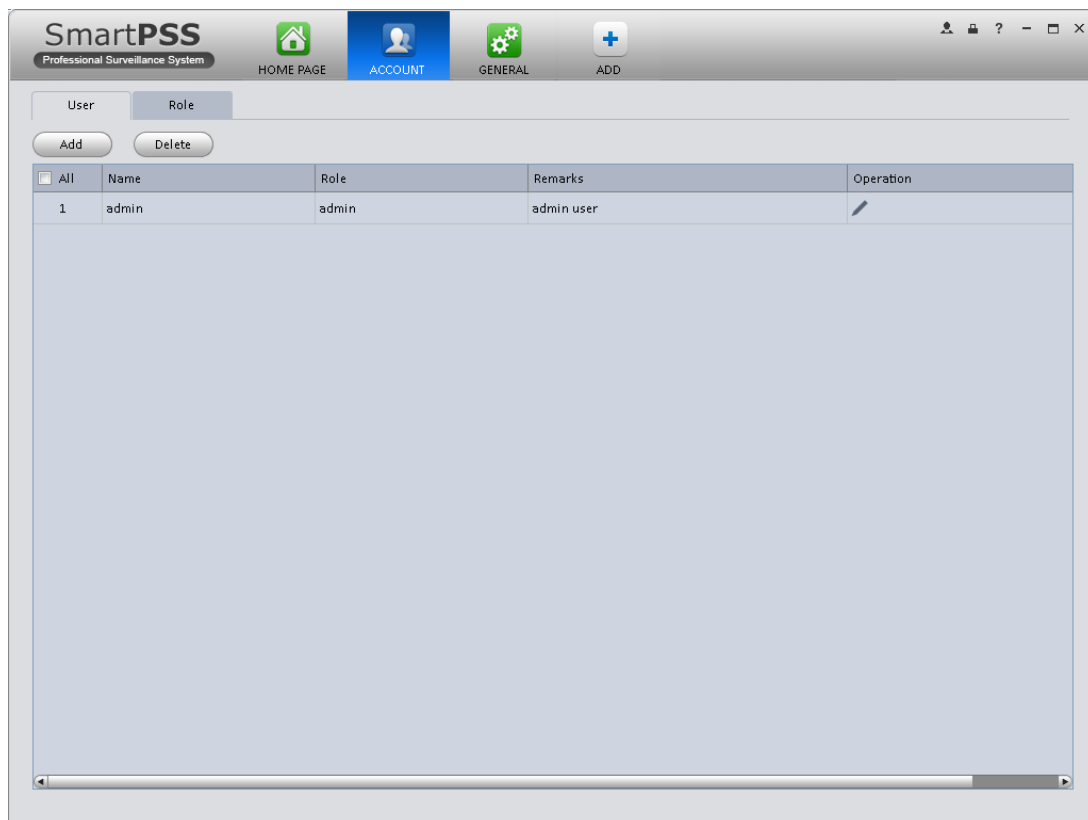 SmartPSS
Professional Surveillance System
HOME PAGE
ACCOUNT
GENERAL
ADD
?
User
Role
Add
Delete
All
Name
Role
Remarks
Operation
1
admin
admin
admin user